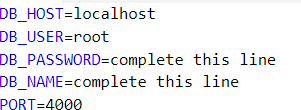 DB_HOST=localhost
DB_USER=root
DB_PASSWORD=complete this line
DB_NAME=complete this line
PORT=4000